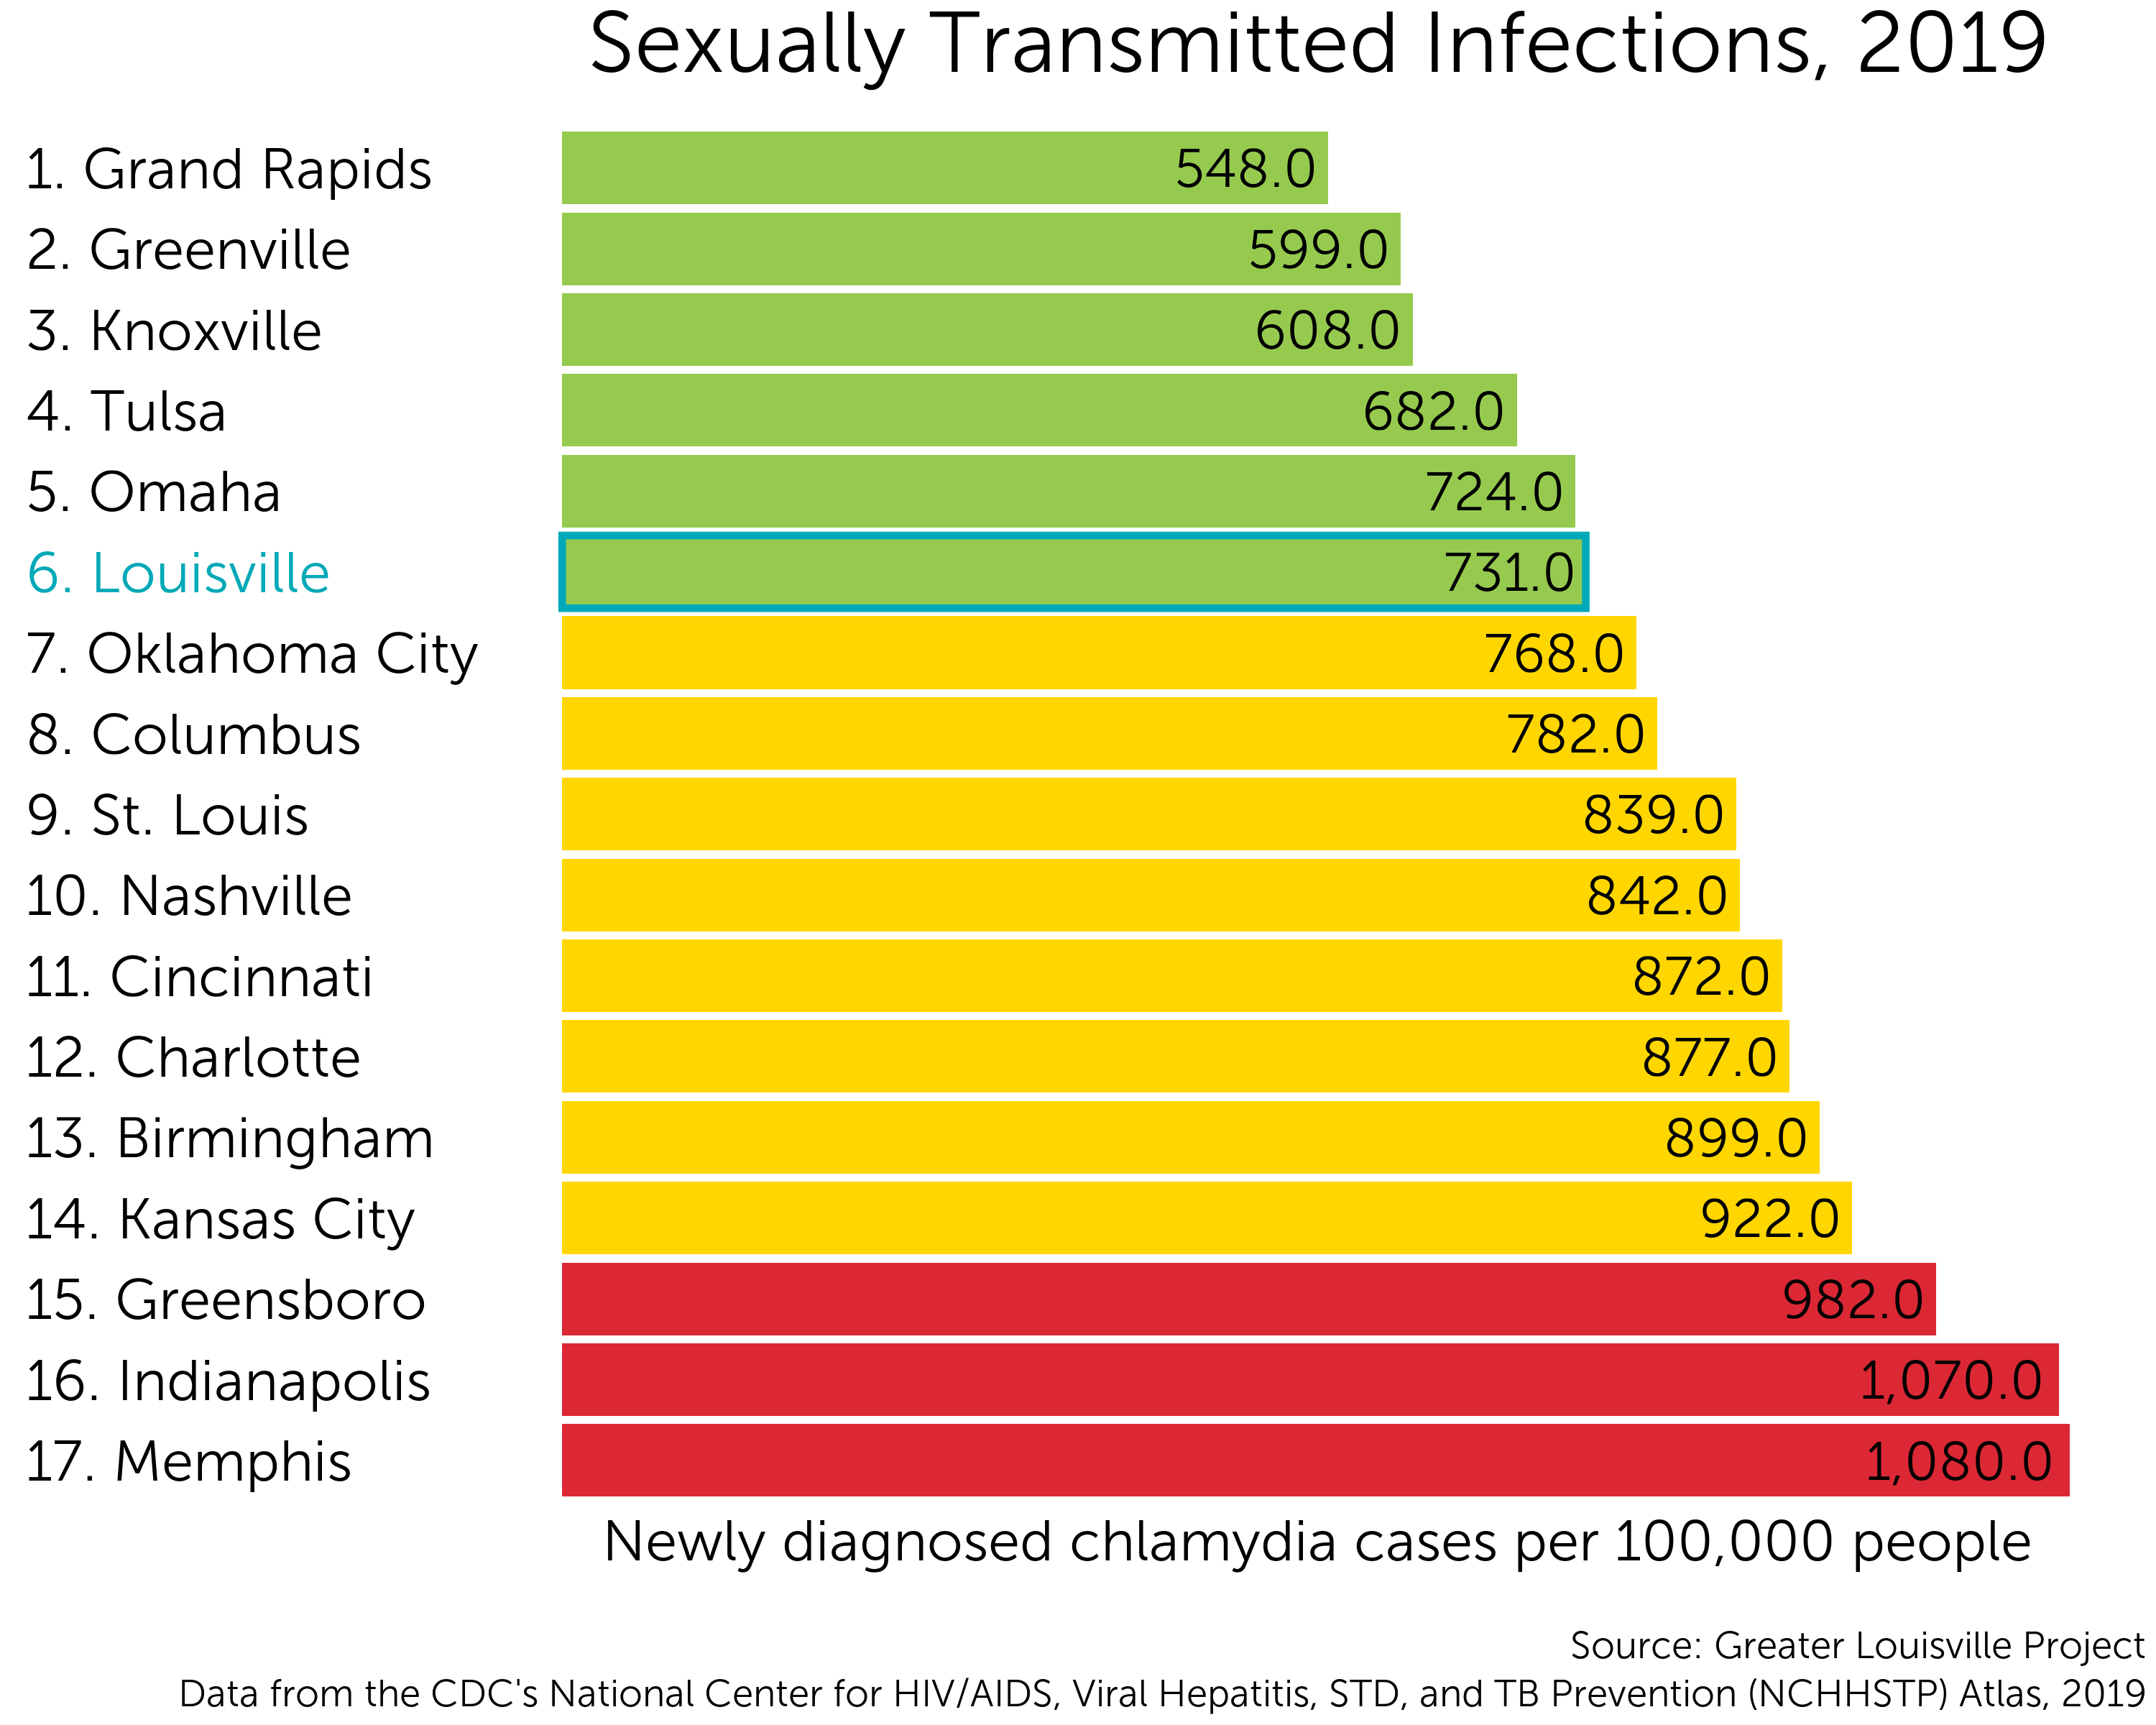 Sexually Transmitted Infections, 2019
1. Grand Rapids 548.0
2. Greenville 599.0
3. Knoxville 608.0
4. Tulsa 682.0
5. Omaha 724.0
6. Louisville 731.0
7. Oklahoma City 768.0
8. Columbus 782.0
9. St. Louis 839.0
10. Nashville 842.0
11. Cincinnati 872.0
12. Charlotte 877.0
13. Birmingham 899.0
14. Kansas City 922.0
15. Greensboro 982.0
16. Indianapolis 1,070.0
17. Memphis 1,080.0
Newly diagnosed chlamydia cases per 100,000 people
Source: Greater Louisville Project
Data from the CDC's National Center for HIV/AIDS, Viral Hepatitis, STD, and TB Prevention (NCHHSTP) Atlas, 2019